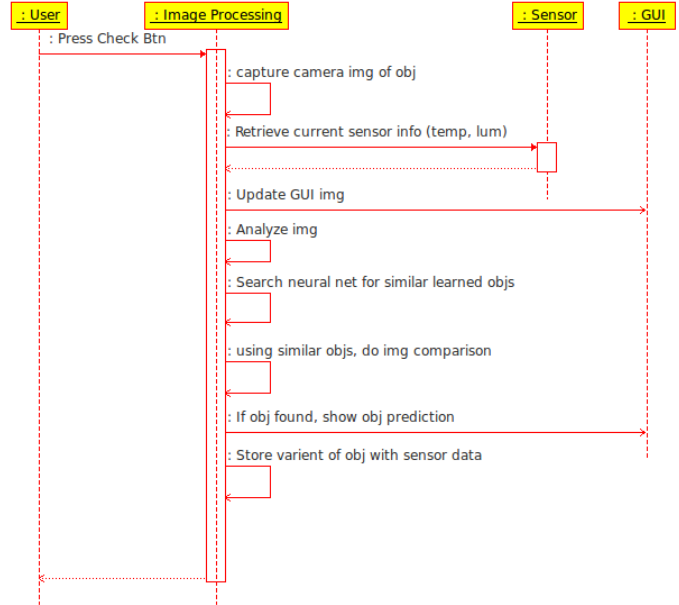 : User
: Image Processing
: Sensor
: GUI
: Press Check Btn
: capture camera img of obj
: Retrieve current sensor info (temp, lum)
: Update GUI img
: Analyze img
: Search neural net for similar learned objs
: using similar objs, do img comparison
: If obj found, show obj prediction
: Store varient of obj with sensor data